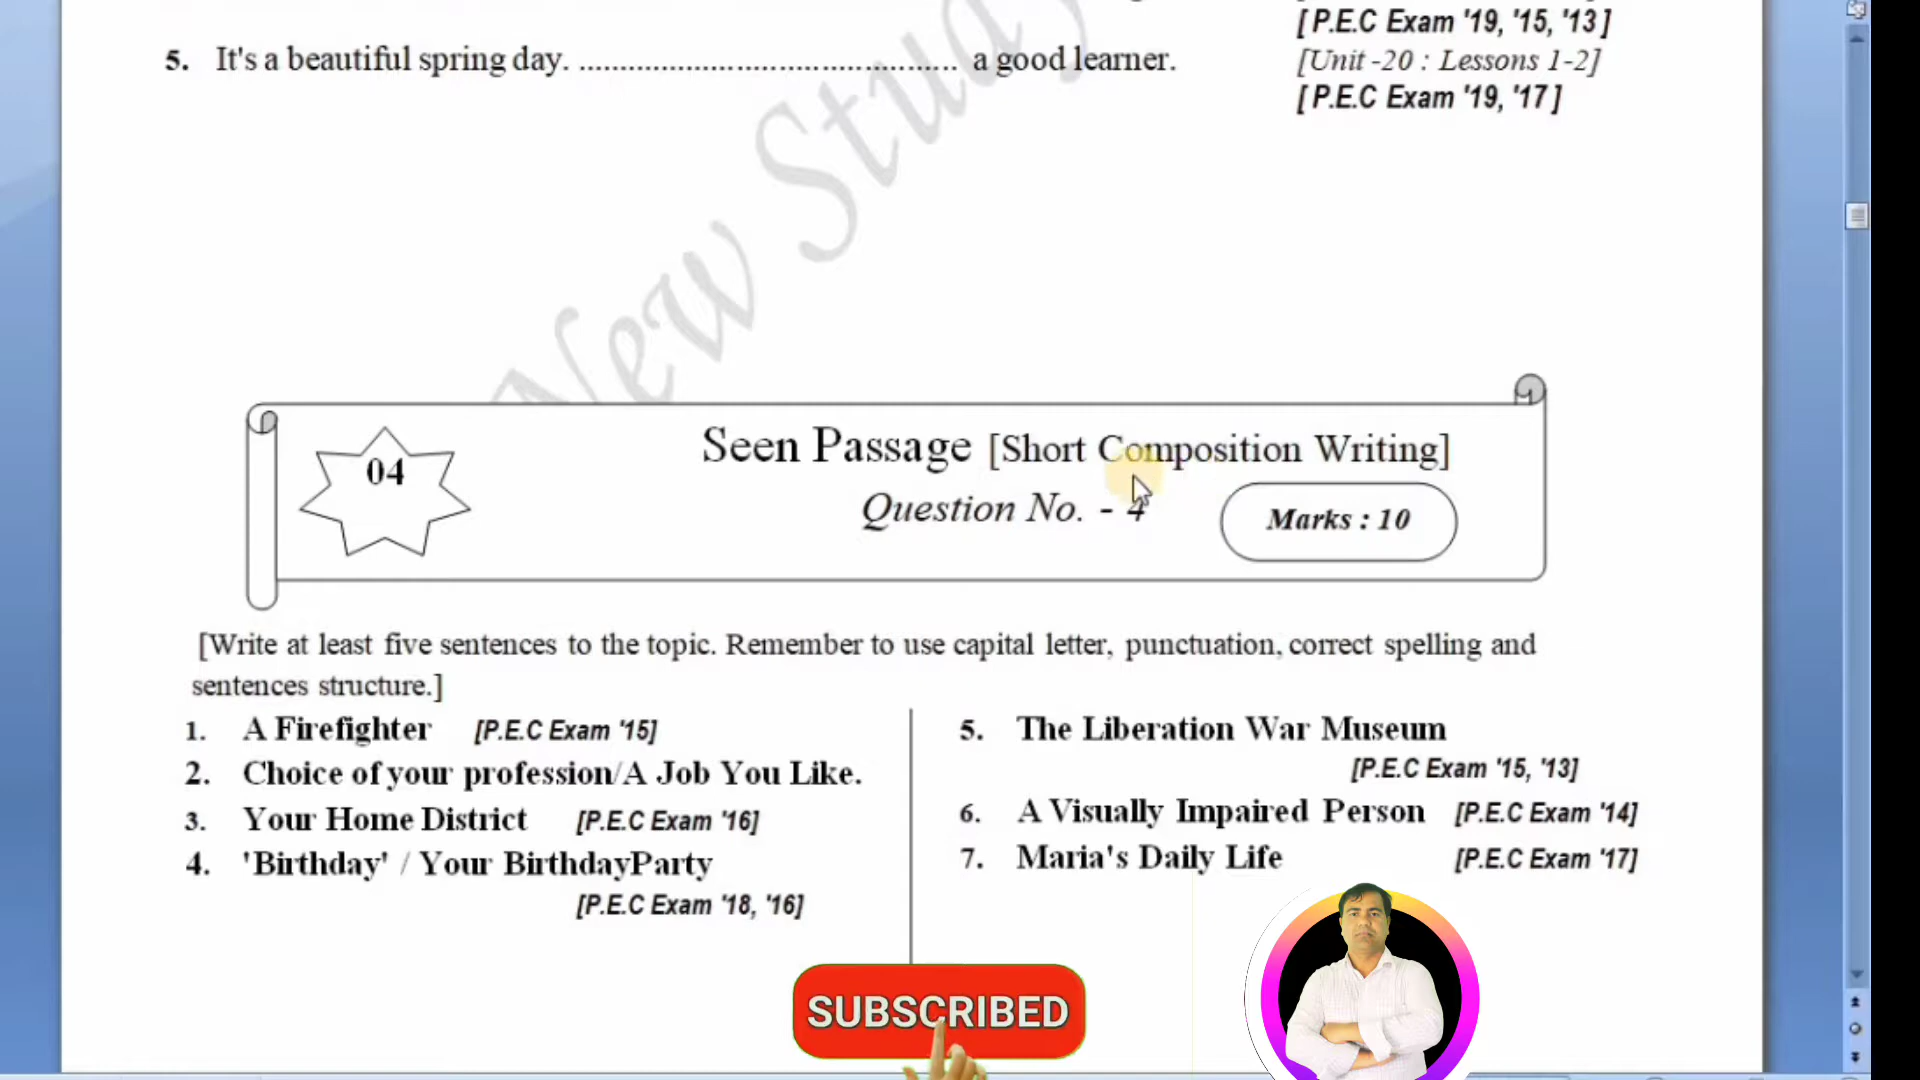 [ P.E.C Exam '19, '15, '13 ]
5. It's a beautiful spring day. ............................................... a good learner.
[Unit -20 : Lessons 1-2]
[ P.E.C Exam '19, '17 ]
New Study
04
Seen Passage [Short Composition Writing]
Question No. - 4
Marks : 10
[Write at least five sentences to the topic. Remember to use capital letter, punctuation, correct spelling and
sentences structure.]
1. A Firefighter [P.E.C Exam '15]
2. Choice of your profession/A Job You Like.
3. Your Home District [P.E.C Exam '16]
4. 'Birthday' / Your BirthdayParty
[P.E.C Exam '18, '16]
5. The Liberation War Museum
[P.E.C Exam '15, '13]
6. A Visually Impaired Person [P.E.C Exam '14]
7. Maria's Daily Life [P.E.C Exam '17]
SUBSCRIBED